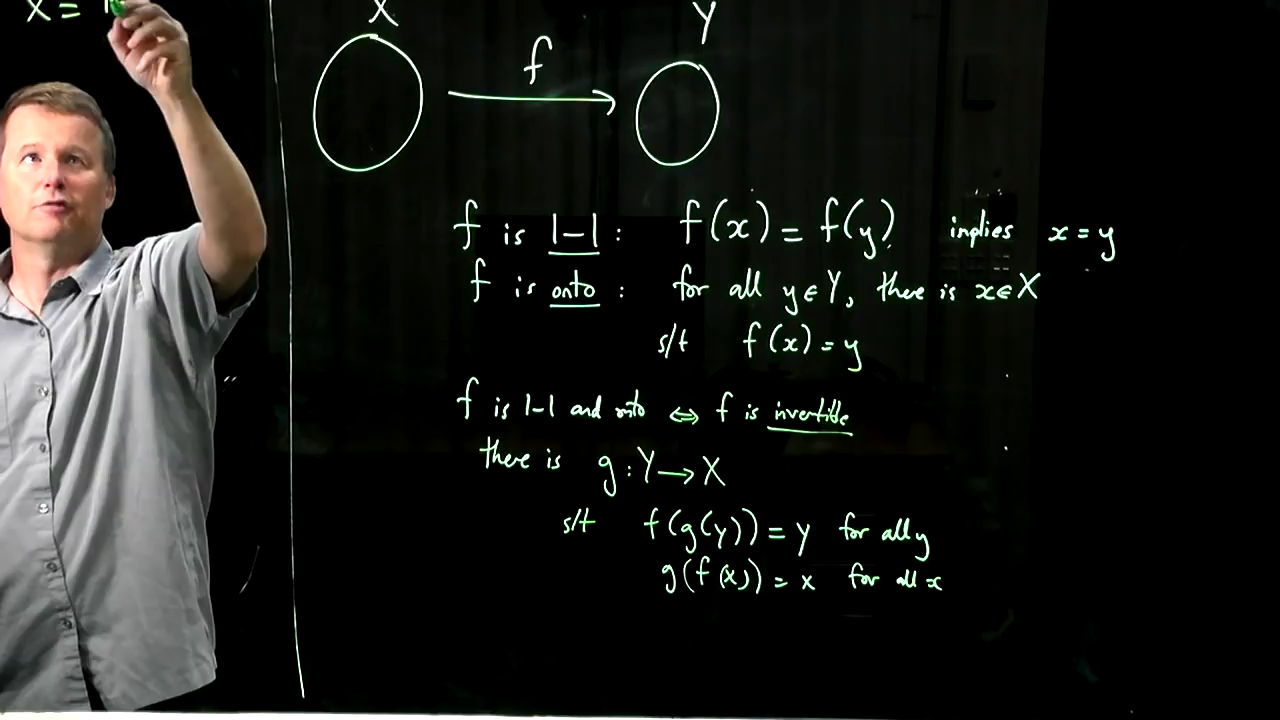 x =
X
Y
f
f is 1-1 : f(x) = f(y) implies x = y
f is onto : for all y ∈ Y, there is x ∈ X
s/t f(x) = y
f is 1-1 and onto ⇔ f is invertible
there is g : Y → X
s/t f(g(y)) = y for all y
g(f(x)) = x for all x